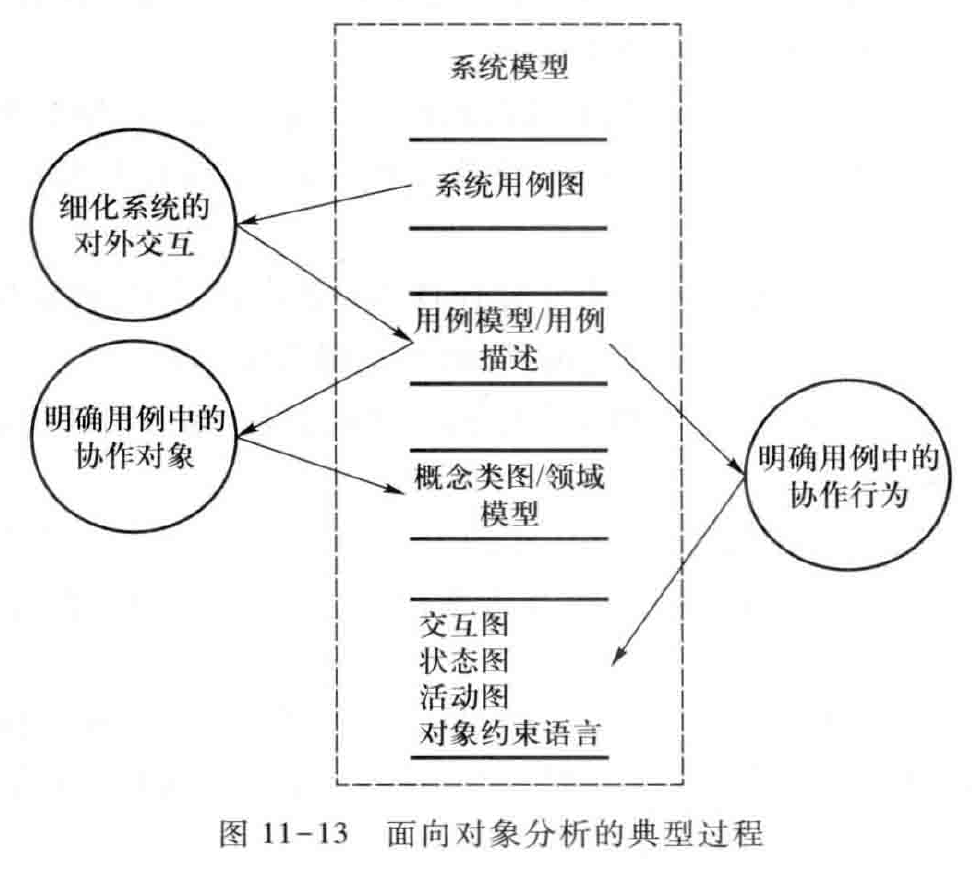 系统模型
细化系统的
对外交互
系统用例图
用例模型/用例
描述
明确用例中的
协作对象
概念类图/领域
模型
明确用例中的
协作行为
交互图
状态图
活动图
对象约束语言
图 11-13 面向对象分析的典型过程